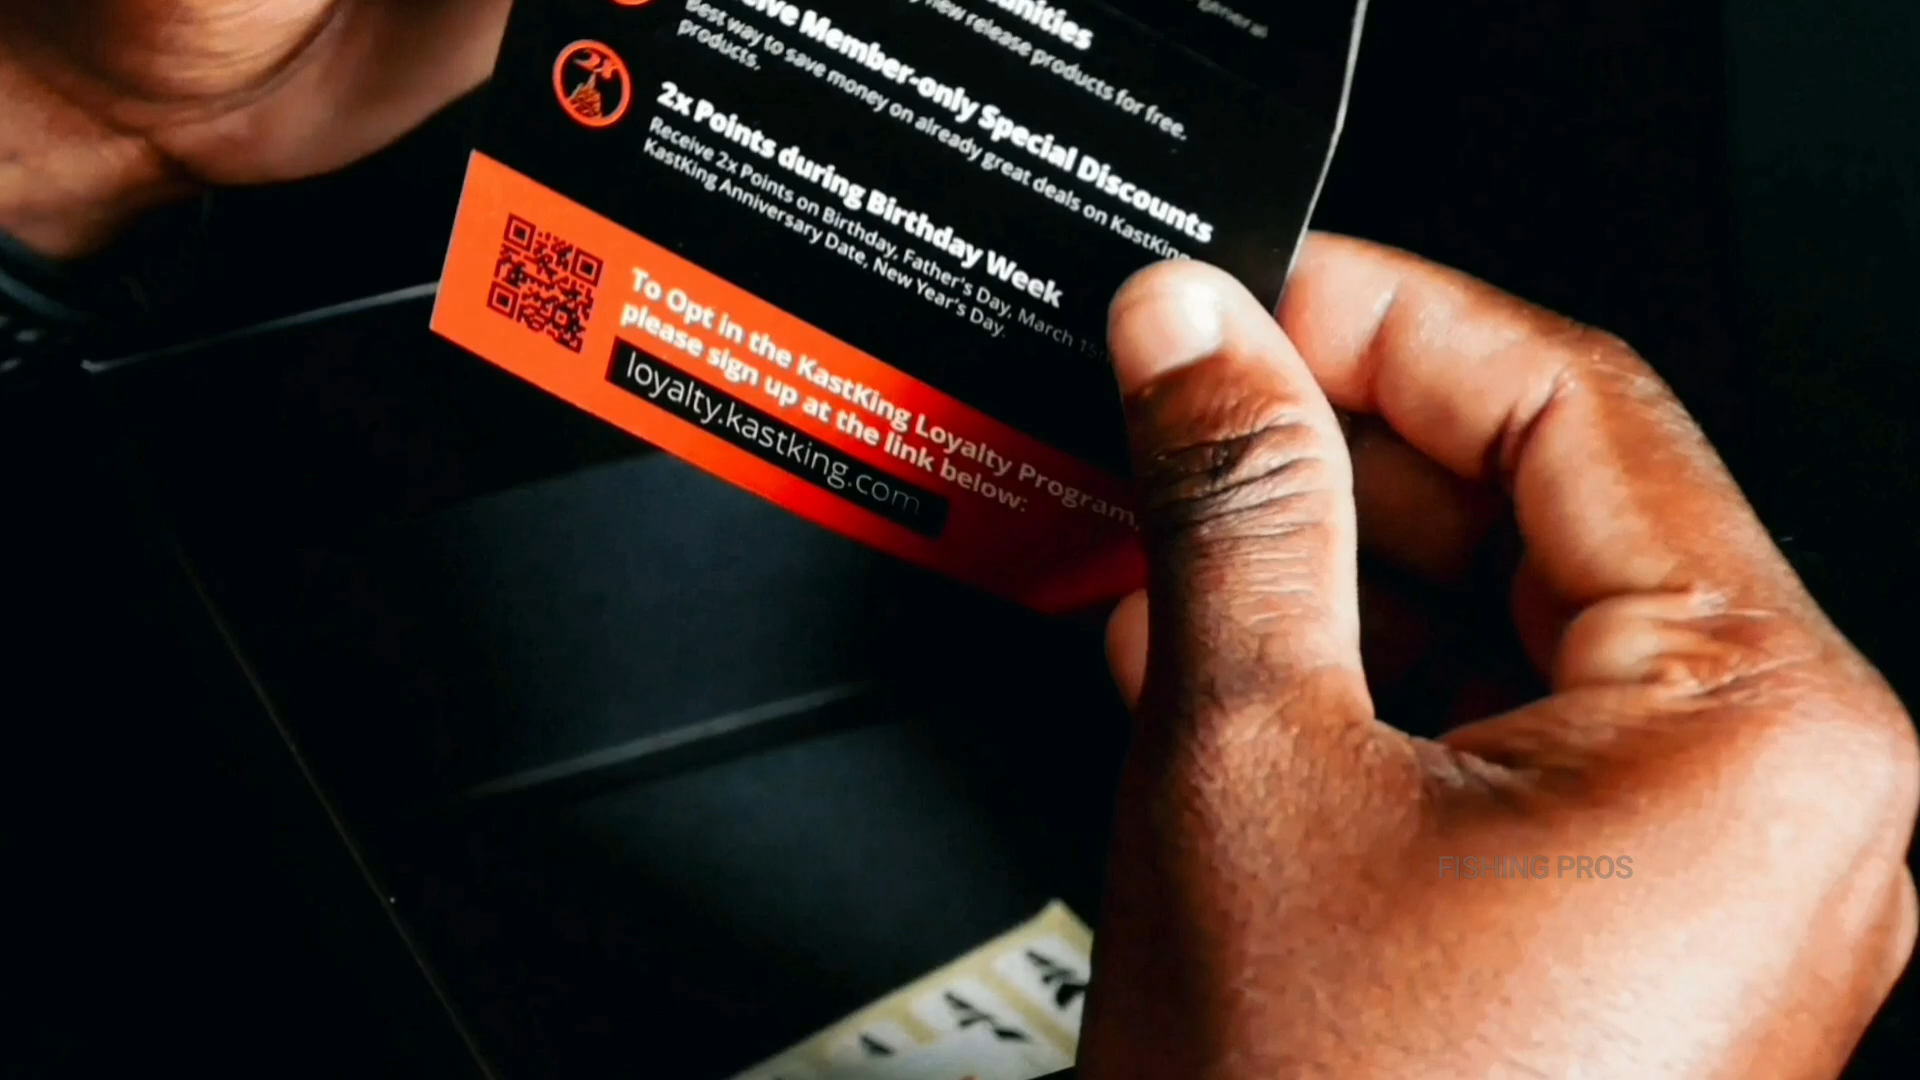 new release products for free.
Member-only Special Discounts
Best way to save money on already great deals on KastKing
products.
2x
2x Points during Birthday Week
Receive 2x Points on Birthday, Father's Day, March 15
KastKing Anniversary Date, New Year's Day.
To Opt in the KastKing Loyalty Program,
please sign up at the link below:
loyalty.kastking.com
FISHING PROS